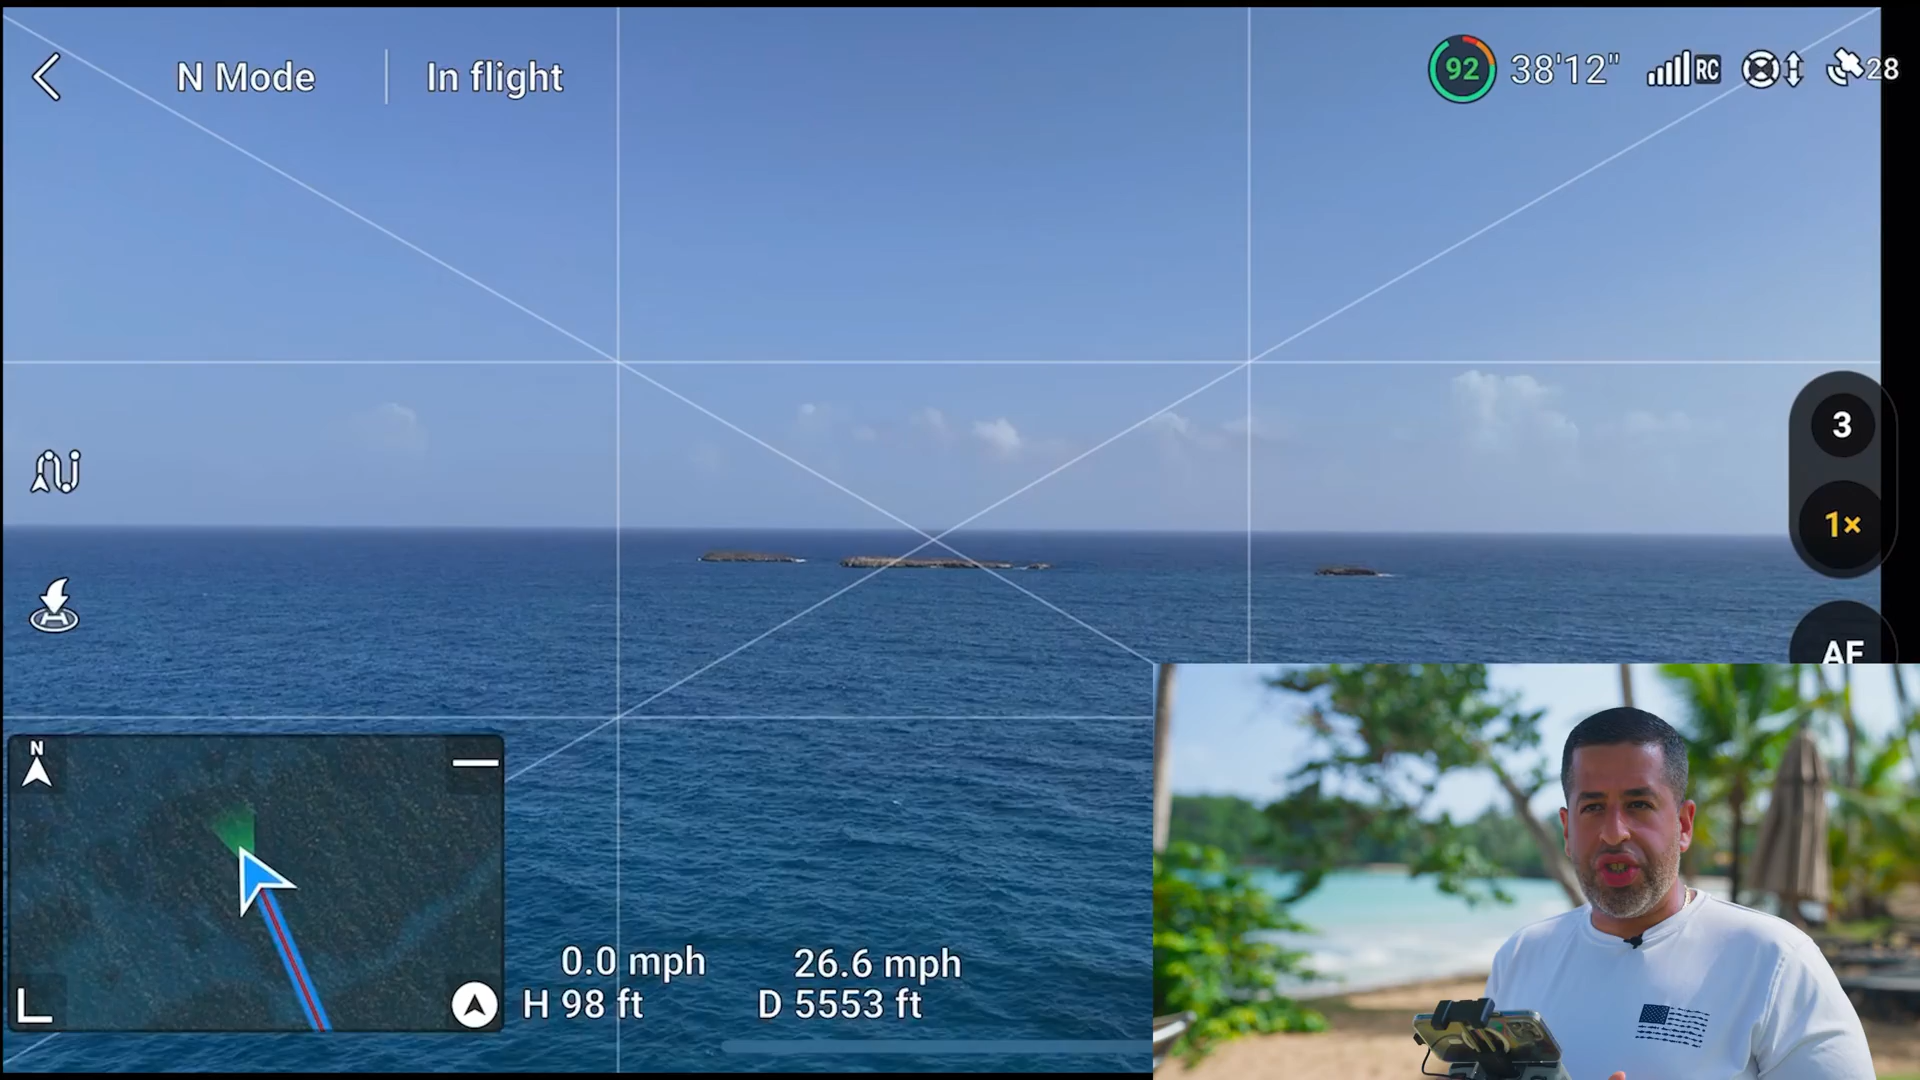 N Mode
In flight
92
38'12"
RC
28
3
1×
AF
N
0.0 mph
26.6 mph
H 98 ft
D 5553 ft